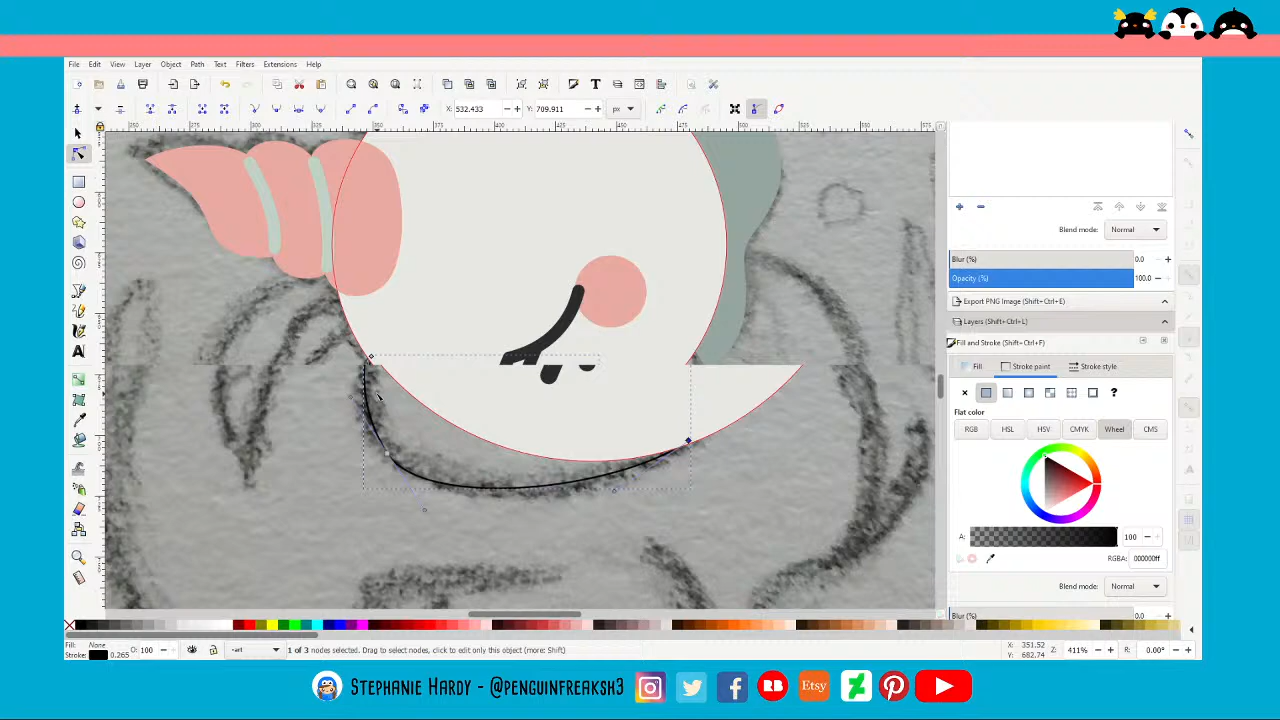 File Edit View Layer Object Path Text Filters Extensions Help
X: 532.433 Y: 709.911 px
Blend mode: Normal
Blur (%) 0.0
Opacity (%) 100.0
Export PNG Image (Shift+Ctrl+E)
Layers (Shift+Ctrl+L)
Fill and Stroke (Shift+Ctrl+F)
Fill Stroke paint Stroke style
?
Flat color
RGB HSL HSV CMYK Wheel CMS
A: 100
RGBA: 000000ff
Blend mode: Normal
Blur (%) 0.0
Fill: None
Stroke: 0.265
O: 100
1 of 3 nodes selected. Drag to select nodes, click to edit only this object (more: Shift)
X: 351.52
Y: 682.74
Z: 411%
R: 0.00°
Stephanie Hardy - @penguinfreaksh3
Etsy